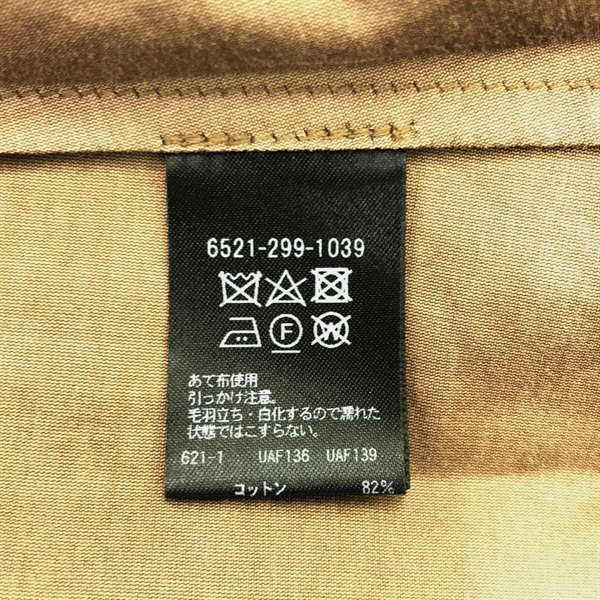 6521-299-1039
F W
あて布使用
引っかけ注意。
毛羽立ち・白化するので濡れた
状態ではこすらない。
621-1 UAF136 UAF139
コットン 82%